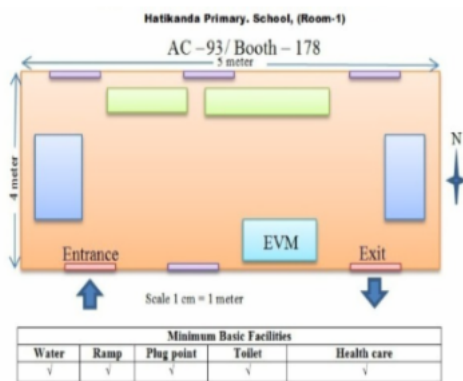 Hatikanda Primary. School, (Room-1)
AC – 93/ Booth – 178
5 meter
4 meter
N
Entrance
EVM
Exit
Scale 1 cm = 1 meter
Minimum Basic Facilities
Water Ramp Plug point Toilet Health care
√ √ √ √ √